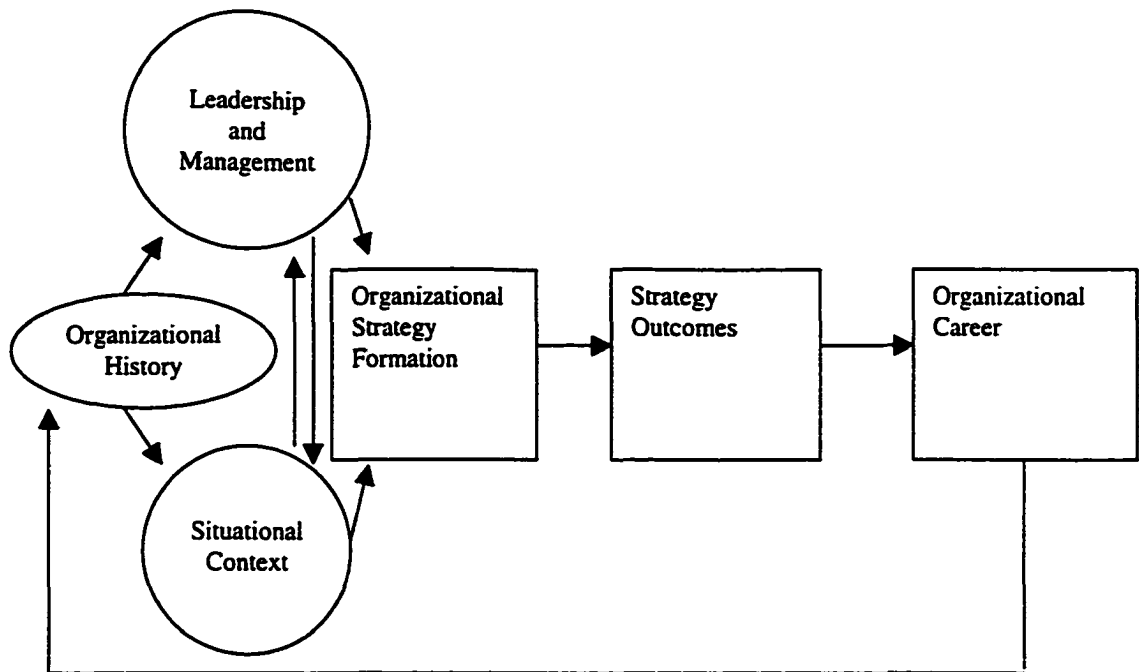 Leadership
and
Management
Organizational
History
Situational
Context
Organizational
Strategy
Formation
Strategy
Outcomes
Organizational
Career